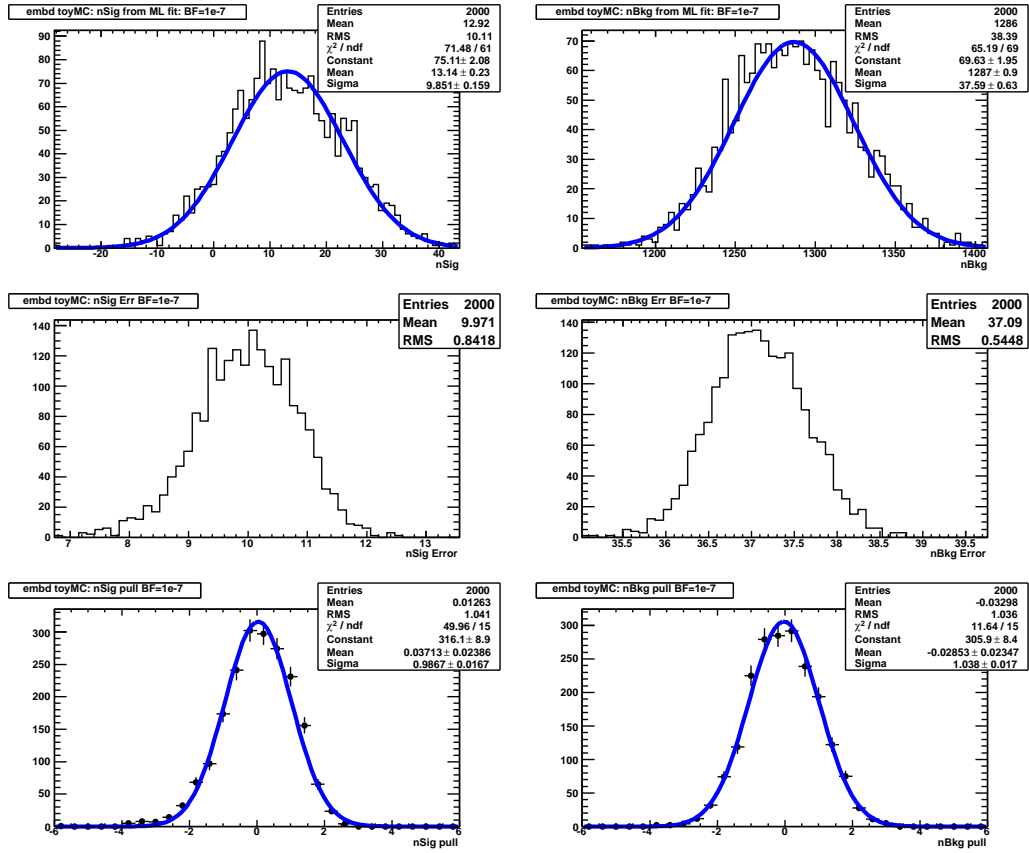 embd toyMC: nSig from ML fit: BF=1e-7
Entries 2000
Mean 12.92
RMS 10.11
χ² / ndf 71.48 / 61
Constant 75.11± 2.08
Mean 13.14 ± 0.23
Sigma 9.851± 0.159
90
80
70
60
50
40
30
20
10
0
-20 -10 0 10 20 30 40
nSig
embd toyMC: nBkg from ML fit: BF=1e-7
Entries 2000
Mean 1286
RMS 38.39
χ² / ndf 65.19 / 69
Constant 69.63 ± 1.95
Mean 1287 ± 0.9
Sigma 37.59 ± 0.63
70
60
50
40
30
20
10
0
1200 1250 1300 1350 1400
nBkg
embd toyMC: nSig Err BF=1e-7
Entries 2000
Mean 9.971
RMS 0.8418
140
120
100
80
60
40
20
0
7 8 9 10 11 12 13
nSig Error
embd toyMC: nBkg Err BF=1e-7
Entries 2000
Mean 37.09
RMS 0.5448
140
120
100
80
60
40
20
0
35.5 36 36.5 37 37.5 38 38.5 39 39.5
nBkg Error
embd toyMC: nSig pull BF=1e-7
Entries 2000
Mean 0.01263
RMS 1.041
χ² / ndf 49.96 / 15
Constant 316.1 ± 8.9
Mean 0.03713 ± 0.02386
Sigma 0.9867 ± 0.0167
300
250
200
150
100
50
0
-6 -4 -2 0 2 4 6
nSig pull
embd toyMC: nBkg pull BF=1e-7
Entries 2000
Mean -0.03298
RMS 1.036
χ² / ndf 11.64 / 15
Constant 305.9 ± 8.4
Mean -0.02853 ± 0.02347
Sigma 1.038 ± 0.017
300
250
200
150
100
50
0
-6 -4 -2 0 2 4 6
nBkg pull